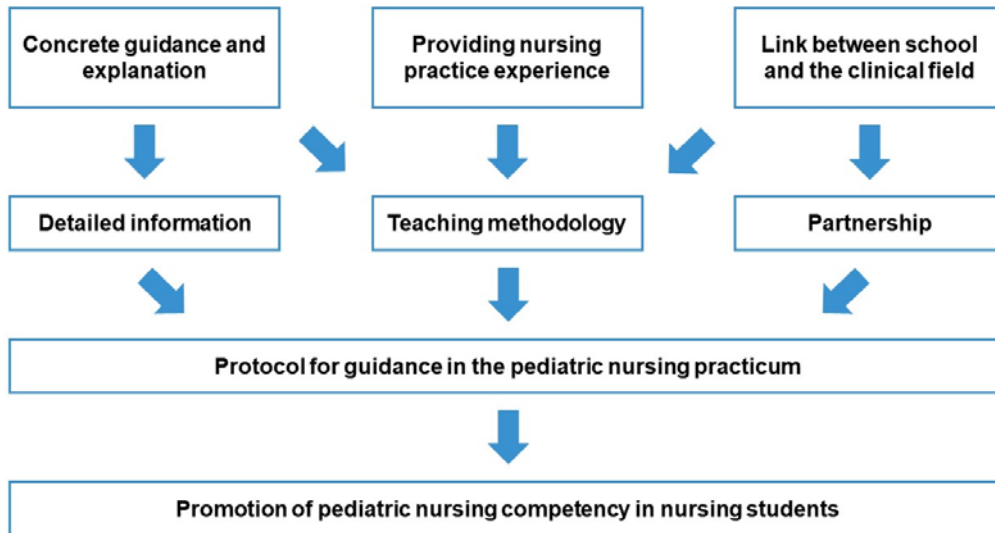 Concrete guidance and
explanation
Providing nursing
practice experience
Link between school
and the clinical field
Detailed information
Teaching methodology
Partnership
Protocol for guidance in the pediatric nursing practicum
Promotion of pediatric nursing competency in nursing students